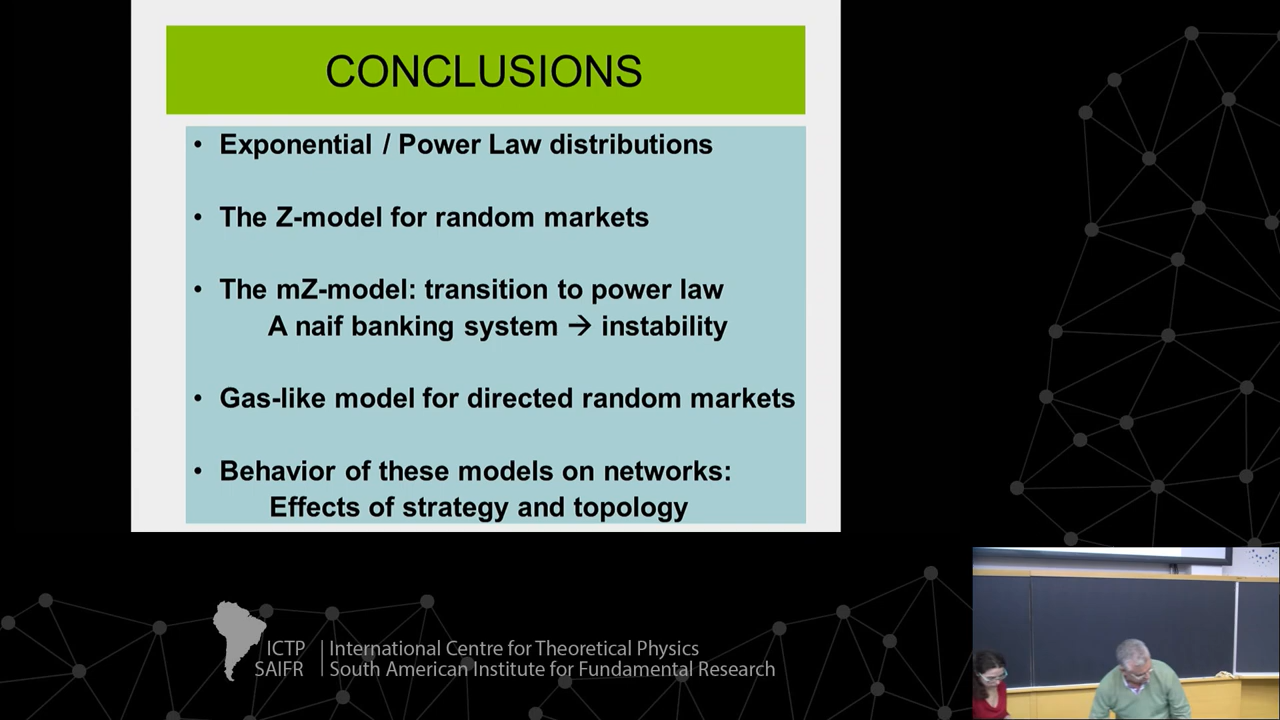 CONCLUSIONS
• Exponential / Power Law distributions
• The Z-model for random markets
• The mZ-model: transition to power law
A naif banking system → instability
• Gas-like model for directed random markets
• Behavior of these models on networks:
Effects of strategy and topology
ICTP | International Centre for Theoretical Physics
SAIFR | South American Institute for Fundamental Research